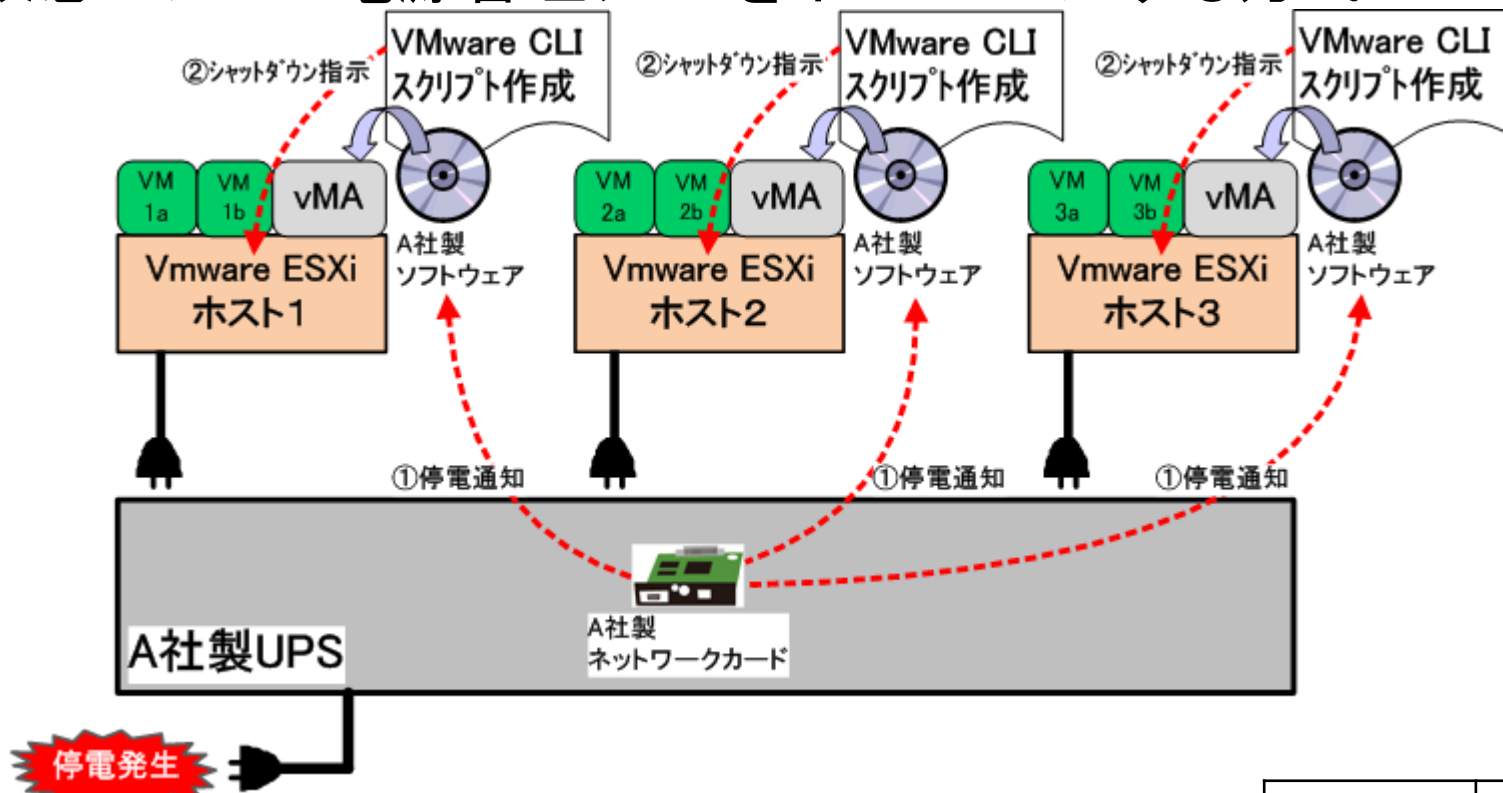 VMware CLI
スクリプト作成
②シャットダウン指示
VMware CLI
スクリプト作成
②シャットダウン指示
VMware CLI
スクリプト作成
②シャットダウン指示
VM
1a
VM
1b
vMA
A社製
ソフトウェア
Vmware ESXi
ホスト1
VM
2a
VM
2b
vMA
A社製
ソフトウェア
Vmware ESXi
ホスト2
VM
3a
VM
3b
vMA
A社製
ソフトウェア
Vmware ESXi
ホスト3
①停電通知
①停電通知
①停電通知
A社製
ネットワークカード
A社製UPS
停電発生